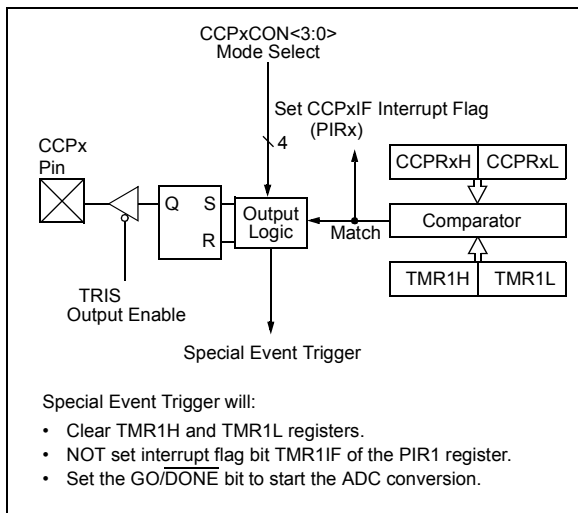 CCPxCON<3:0>
Mode Select
Set CCPxIF Interrupt Flag
(PIRx)
4
CCPx
Pin
CCPRxH CCPRxL
Q S
R
Output
Logic
Match
Comparator
TRIS
Output Enable
TMR1H TMR1L
Special Event Trigger
Special Event Trigger will:
• Clear TMR1H and TMR1L registers.
• NOT set interrupt flag bit TMR1IF of the PIR1 register.
• Set the GO/DONE bit to start the ADC conversion.